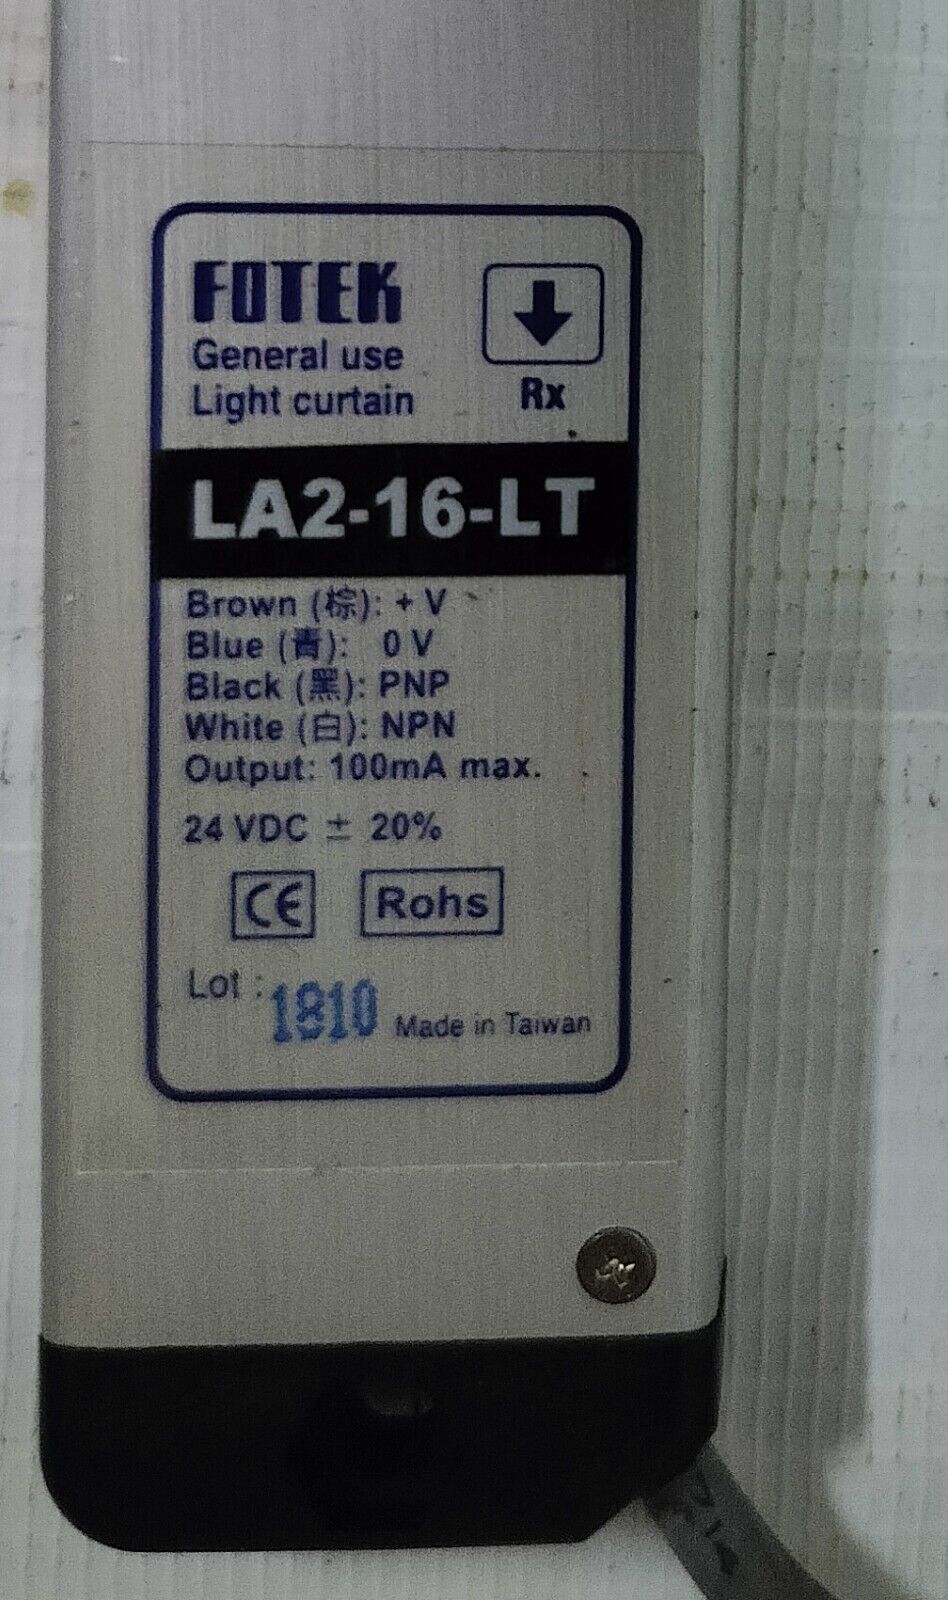 FOTEK
General use
Light curtain
Rx
LA2-16-LT
Brown (棕): + V
Blue (青): 0 V
Black (黑): PNP
White (白): NPN
Output: 100mA max.
24 VDC ± 20%
CE Rohs
Lot : 1810 Made in Taiwan